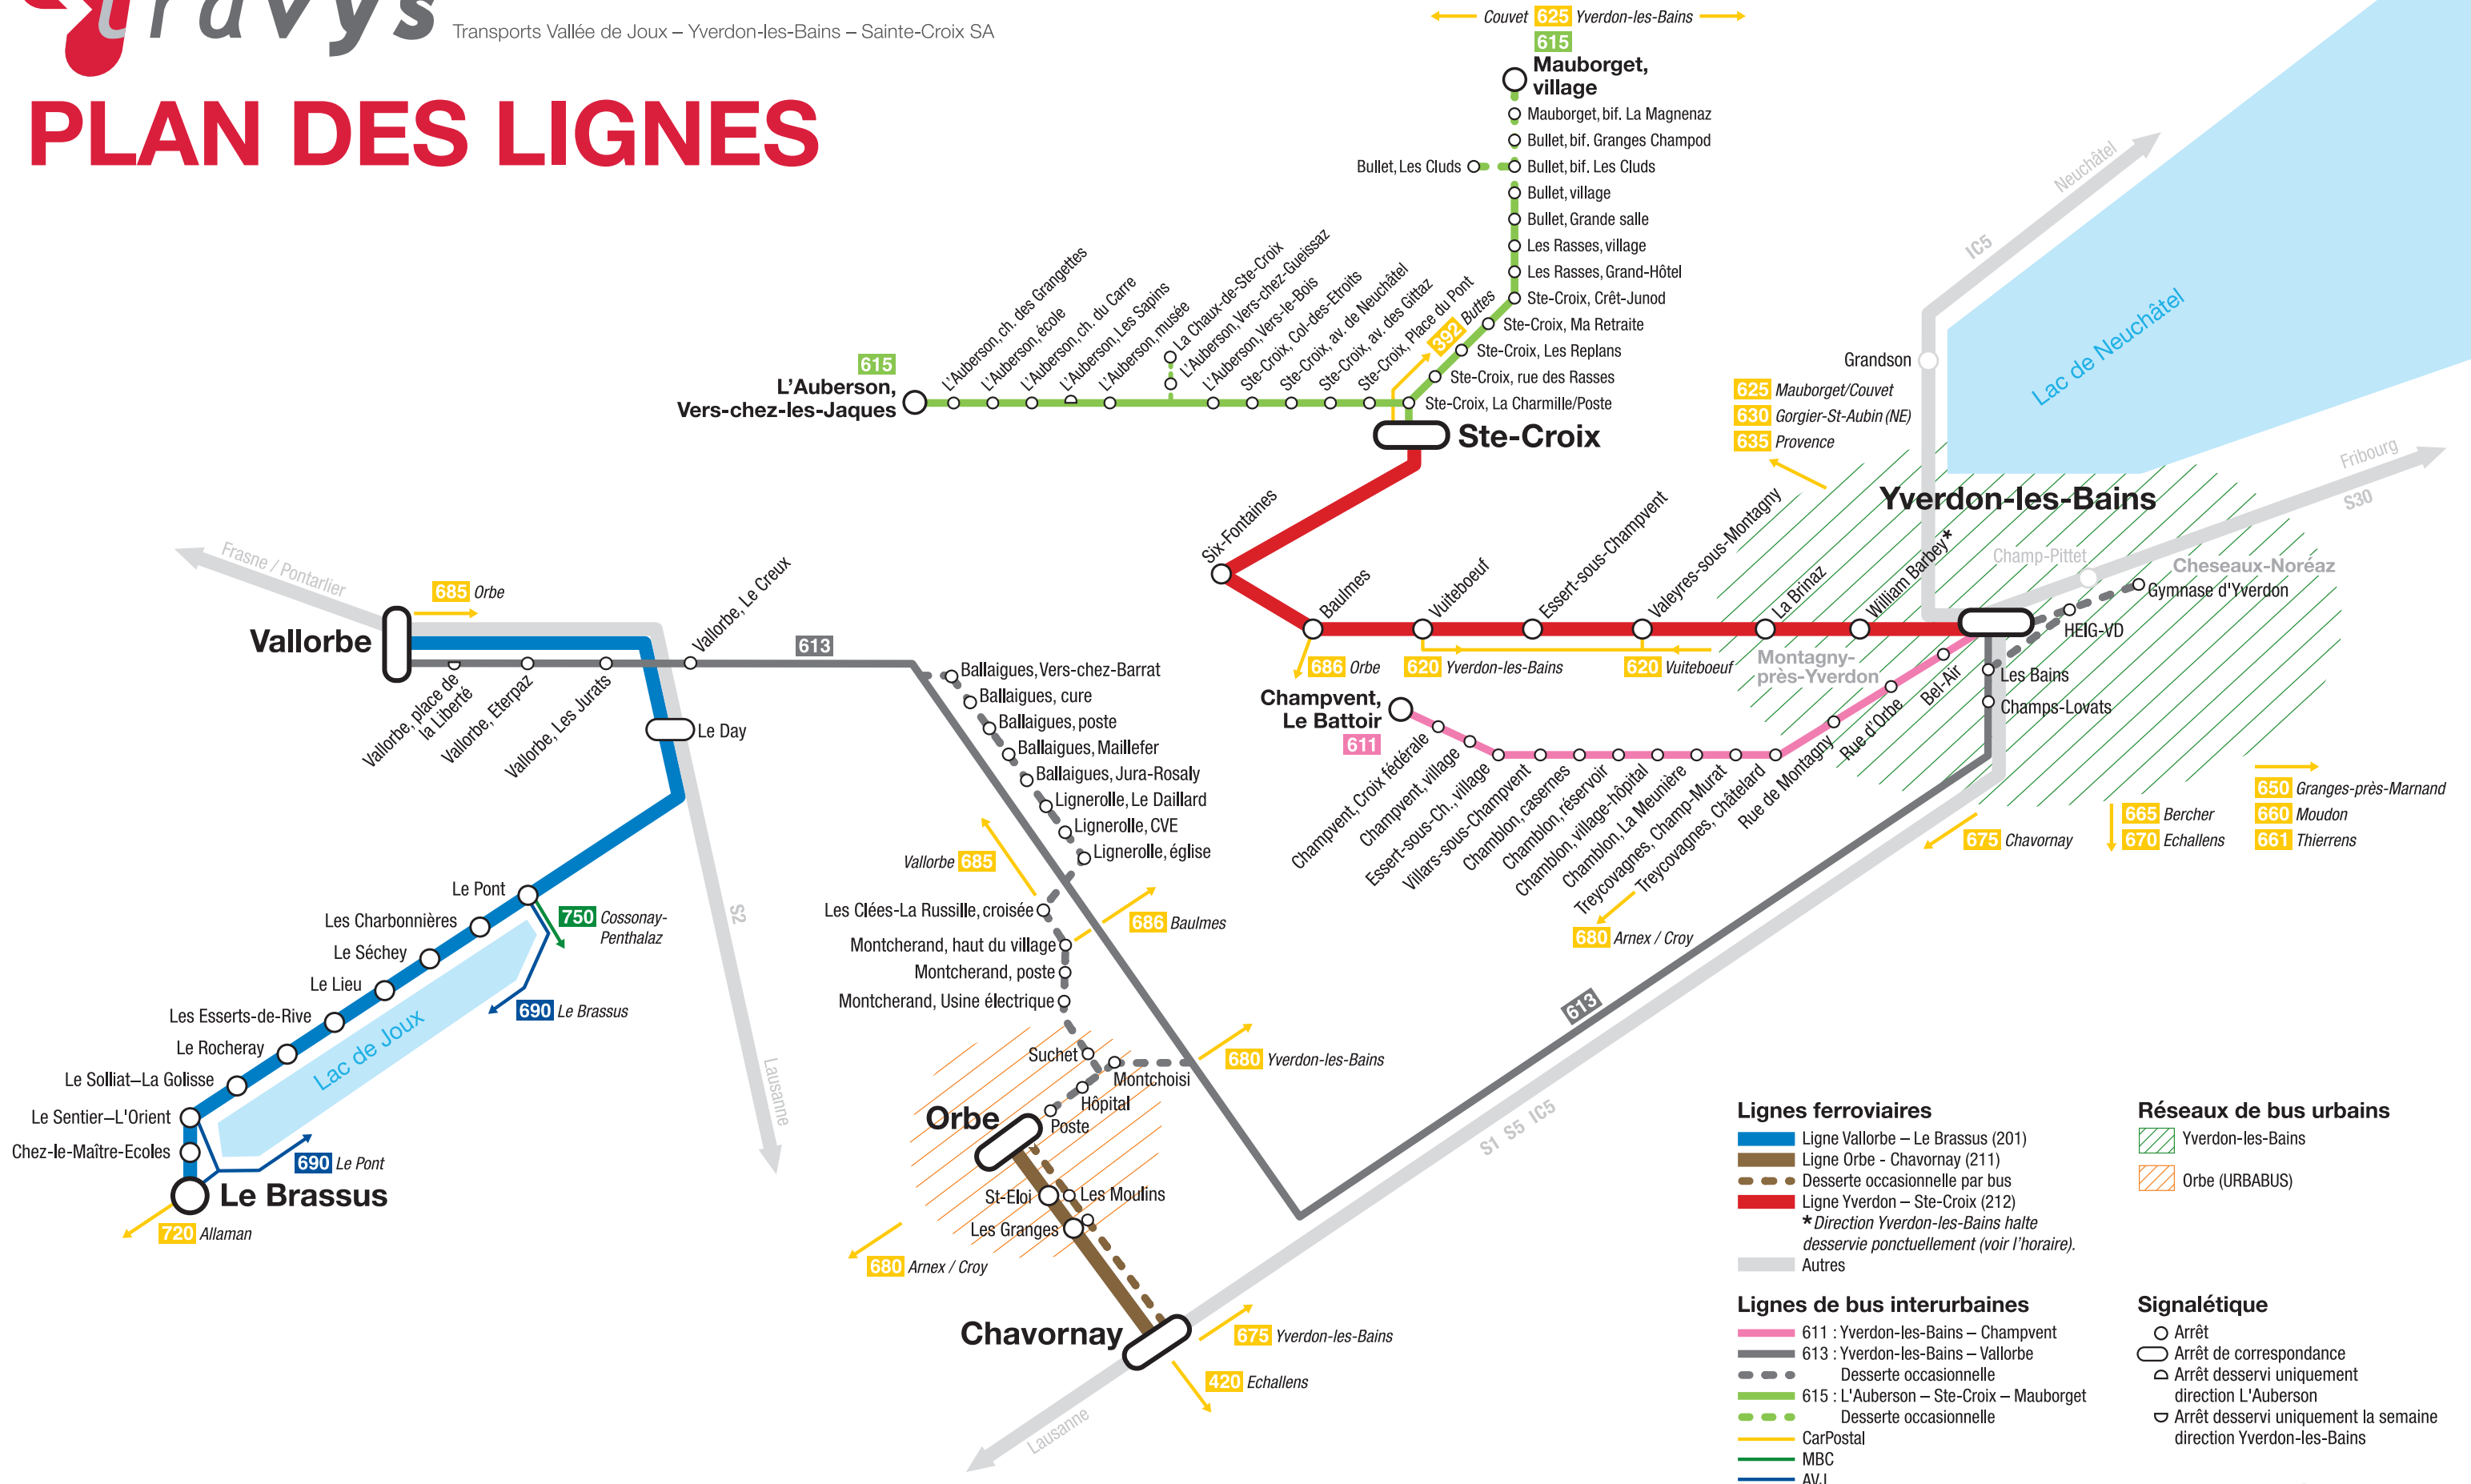 travys
Transports Vallée de Joux – Yverdon-les-Bains – Sainte-Croix SA
PLAN DES LIGNES
Couvet 625 Yverdon-les-Bains
615
Mauborget,
village
Mauborget, bif. La Magnenaz
Bullet, bif. Granges Champod
Bullet, Les Cluds
Bullet, bif. Les Cluds
Bullet, village
Bullet, Grande salle
Les Rasses, village
Les Rasses, Grand-Hôtel
Ste-Croix, Crêt-Junod
Ste-Croix, Ma Retraite
Ste-Croix, Les Replans
Ste-Croix, rue des Rasses
Ste-Croix, La Charmille/Poste
392 Buttes
615
L'Auberson,
Vers-chez-les-Jaques
L'Auberson, ch. des Grangettes
L'Auberson, école
L'Auberson, ch. du Carre
L'Auberson, Les Sapins
L'Auberson, musée
La Chaux-de-Ste-Croix
L'Auberson, Vers-chez-Gueissaz
L'Auberson, Vers-le-Bois
Ste-Croix, Col-des-Etroits
Ste-Croix, av. de Neuchâtel
Ste-Croix, av. des Gittaz
Ste-Croix, Place du Pont
Ste-Croix
Neuchâtel
IC5
Lac de Neuchâtel
Grandson
625 Mauborget/Couvet
630 Gorgier-St-Aubin (NE)
635 Provence
Fribourg
S30
Yverdon-les-Bains
Champ-Pittet
Cheseaux-Noréaz
Gymnase d'Yverdon
HEIG-VD
Les Bains
Champs-Lovats
Six-Fontaines
Baulmes
Vuiteboeuf
Essert-sous-Champvent
Valeyres-sous-Montagny
La Brinaz
William Barbey*
686 Orbe
620 Yverdon-les-Bains
620 Vuiteboeuf
Montagny-
près-Yverdon
Champvent,
Le Battoir
611
Champvent, Croix fédérale
Champvent, village
Essert-sous-Ch., village
Villars-sous-Champvent
Chamblon, casernes
Chamblon, réservoir
Chamblon, village-hôpital
Chamblon, La Meunière
Treycovagnes, Champ-Murat
Treycovagnes, Châtelard
Rue de Montagny
Rue d'Orbe
Bel-Air
680 Arnex / Croy
675 Chavornay
665 Bercher
670 Echallens
650 Granges-près-Marnand
660 Moudon
661 Thierrens
Frasne / Pontarlier
685 Orbe
Vallorbe
Vallorbe, place de
la Liberté
Vallorbe, Eterpaz
Vallorbe, Les Jurats
Vallorbe, Le Creux
613
Le Day
S2
Lausanne
Ballaigues, Vers-chez-Barrat
Ballaigues, cure
Ballaigues, poste
Ballaigues, Maillefer
Ballaigues, Jura-Rosaly
Lignerolle, Le Daillard
Lignerolle, CVE
Lignerolle, église
Vallorbe 685
Les Clées-La Russille, croisée
686 Baulmes
Montcherand, haut du village
Montcherand, poste
Montcherand, Usine électrique
Suchet
Montchoisi
680 Yverdon-les-Bains
Hôpital
Poste
Orbe
St-Eloi
Les Moulins
Les Granges
680 Arnex / Croy
Chavornay
675 Yverdon-les-Bains
420 Echallens
Lausanne
613
S1 S5 IC5
Le Pont
750 Cossonay-
Penthalaz
Les Charbonnières
Le Séchey
Le Lieu
690 Le Brassus
Les Esserts-de-Rive
Le Rocheray
Lac de Joux
Le Solliat–La Golisse
Le Sentier–L'Orient
Chez-le-Maître-Ecoles
690 Le Pont
Le Brassus
720 Allaman
Lignes ferroviaires
Ligne Vallorbe – Le Brassus (201)
Ligne Orbe - Chavornay (211)
Desserte occasionnelle par bus
Ligne Yverdon – Ste-Croix (212)
*Direction Yverdon-les-Bains halte
desservie ponctuellement (voir l'horaire).
Autres
Lignes de bus interurbaines
611 : Yverdon-les-Bains – Champvent
613 : Yverdon-les-Bains – Vallorbe
Desserte occasionnelle
615 : L'Auberson – Ste-Croix – Mauborget
Desserte occasionnelle
CarPostal
MBC
AVJ
Réseaux de bus urbains
Yverdon-les-Bains
Orbe (URBABUS)
Signalétique
Arrêt
Arrêt de correspondance
Arrêt desservi uniquement
direction L'Auberson
Arrêt desservi uniquement la semaine
direction Yverdon-les-Bains